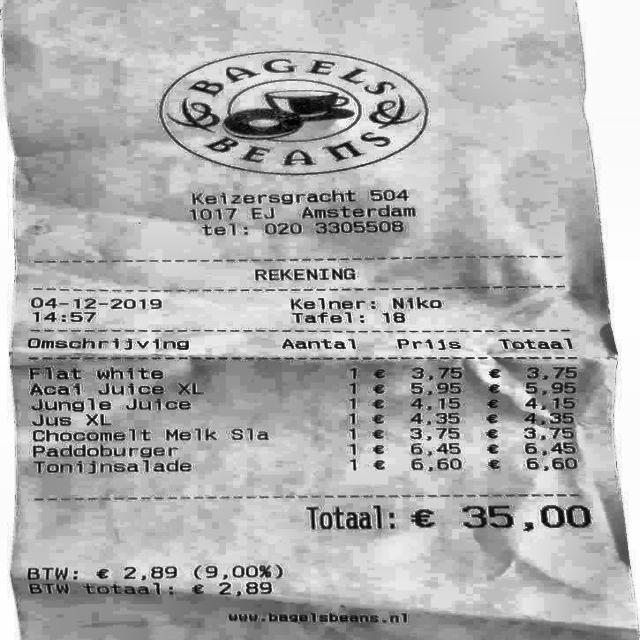 BAGELS
BEANS
Keizersgracht 504
1017 EJ Amsterdam
tel: 020 3305508
REKENING
04-12-2019 Kelner: Niko
14:57 Tafel: 18
Omschrijving Aantal Prijs Totaal
Flat white 1 € 3,75 € 3,75
Acai Juice XL 1 € 5,95 € 5,95
Jungle Juice 1 € 4,15 € 4,15
Jus XL 1 € 4,35 € 4,35
Chocomelt Melk Sla 1 € 3,75 € 3,75
Paddoburger 1 € 6,45 € 6,45
Tonijnsalade 1 € 6,60 € 6,60
Totaal: € 35,00
BTW: € 2,89 (9,00%)
BTW totaal: € 2,89
www.bagelsbeans.nl